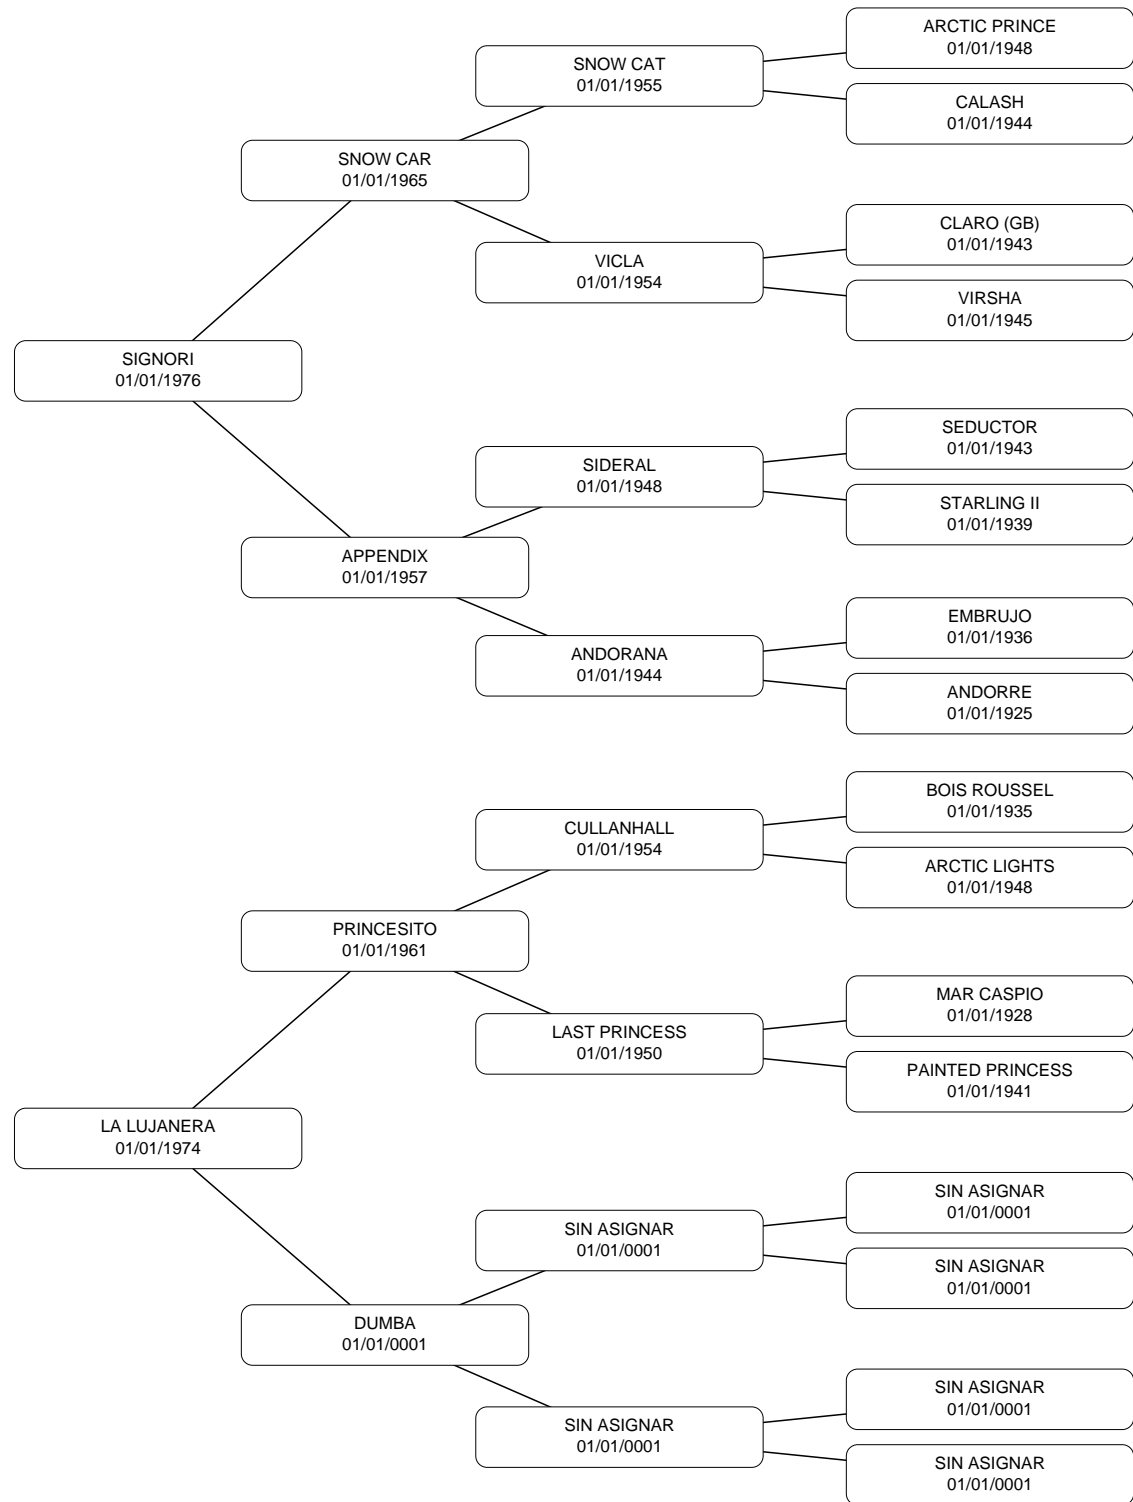 ARCTIC PRINCE
01/01/1948
SNOW CAT
01/01/1955
CALASH
01/01/1944
SNOW CAR
01/01/1965
CLARO (GB)
01/01/1943
VICLA
01/01/1954
VIRSHA
01/01/1945
SIGNORI
01/01/1976
SEDUCTOR
01/01/1943
SIDERAL
01/01/1948
STARLING II
01/01/1939
APPENDIX
01/01/1957
EMBRUJO
01/01/1936
ANDORANA
01/01/1944
ANDORRE
01/01/1925
BOIS ROUSSEL
01/01/1935
CULLANHALL
01/01/1954
ARCTIC LIGHTS
01/01/1948
PRINCESITO
01/01/1961
MAR CASPIO
01/01/1928
LAST PRINCESS
01/01/1950
PAINTED PRINCESS
01/01/1941
LA LUJANERA
01/01/1974
SIN ASIGNAR
01/01/0001
SIN ASIGNAR
01/01/0001
SIN ASIGNAR
01/01/0001
DUMBA
01/01/0001
SIN ASIGNAR
01/01/0001
SIN ASIGNAR
01/01/0001
SIN ASIGNAR
01/01/0001